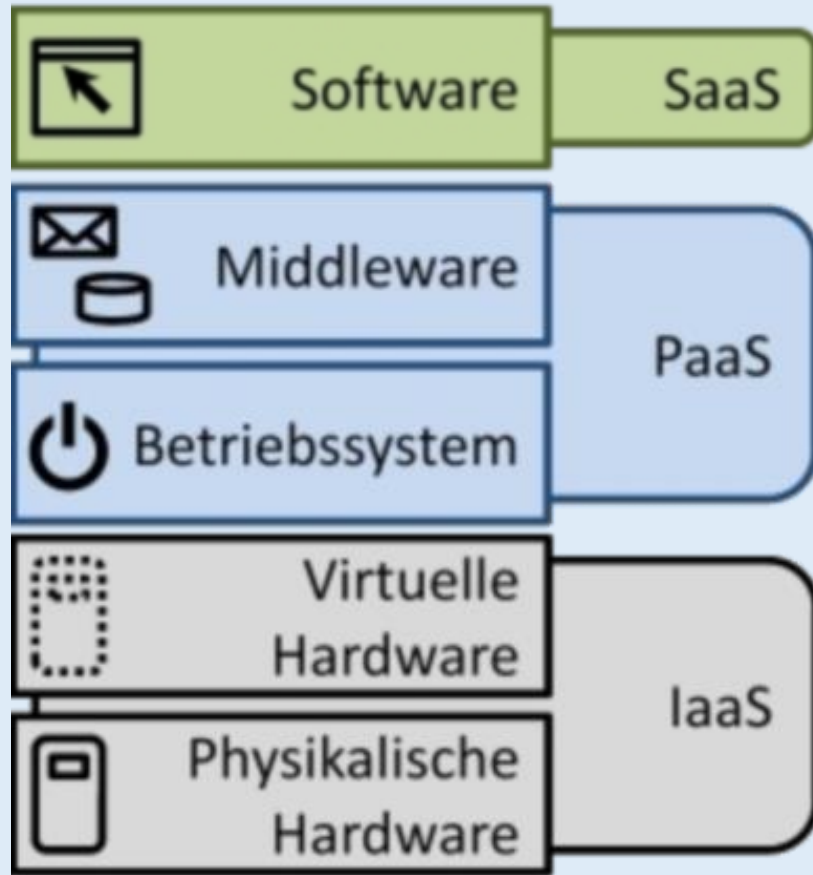 Software
SaaS
Middleware
PaaS
Betriebssystem
Virtuelle
Hardware
IaaS
Physikalische
Hardware